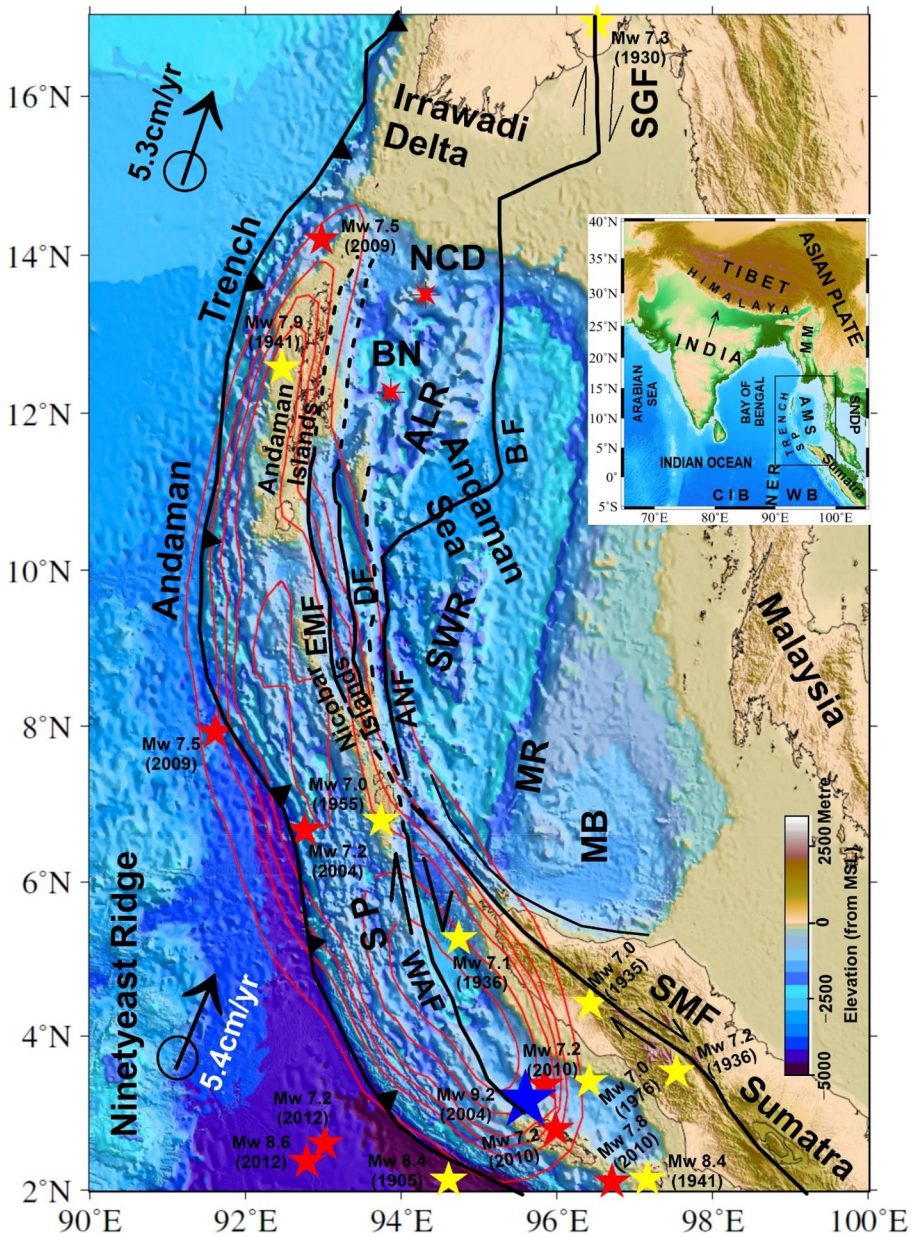 16°N
14°N
12°N
10°N
8°N
6°N
4°N
2°N
90°E
92°E
94°E
96°E
98°E
100°E
Mw 7.3
(1930)
SGF
Irrawadi
Delta
5.3cm/yr
Trench
Mw 7.5
(2009)
NCD
Mw 7.9
(1941)
BN
ALR
Andaman
Islands
Andaman
Sea
BF
Andaman
EMF
DF
SWR
Nicobar
Islands
ANF
Malaysia
Mw 7.5
(2009)
Mw 7.0
(1955)
MR
MB
Mw 7.2
(2004)
Ninetyeast Ridge
S P
WAF
Mw 7.1
(1936)
Mw 7.0
(1935)
SMF
5.4cm/yr
Mw 7.2
(2010)
Mw 7.2
(1936)
Mw 9.2
(2004)
Mw 7.0
(1976)
Mw 7.2
(2012)
Mw 7.2
(2010)
Mw 7.8
(2010)
Sumatra
Mw 8.6
(2012)
Mw 8.4
(1905)
Mw 8.4
(1941)
2500 Metre
0
-2500
-5000
Elevation (from MSL)
40°N
35°N
30°N
25°N
20°N
15°N
10°N
5°N
0°
5°S
70°E
80°E
90°E
100°E
TIBET
HIMALAYA
ASIAN PLATE
INDIA
MM
ARABIAN
SEA
BAY OF
BENGAL
TRENCH
SP
AMS
SNDP
INDIAN OCEAN
Sumatra
NER
CIB
WB